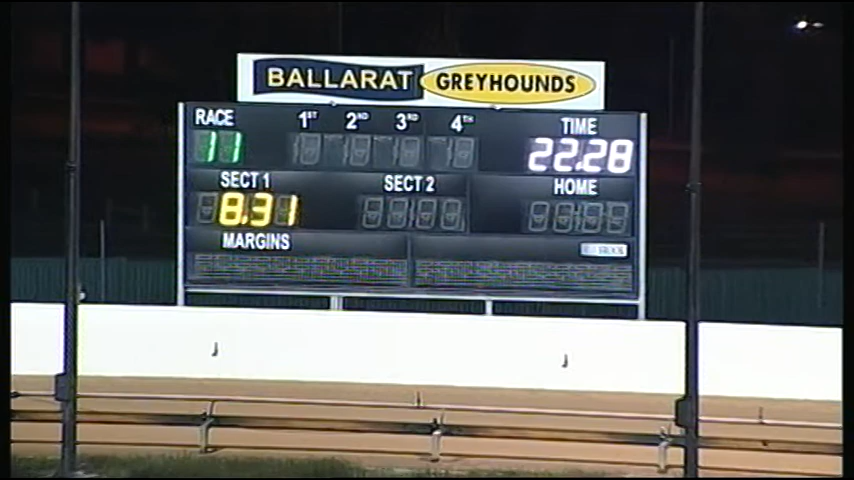 BALLARAT GREYHOUNDS
RACE 1ST 2ND 3RD 4TH TIME
11 22.28
SECT 1 SECT 2 HOME
8.31
MARGINS